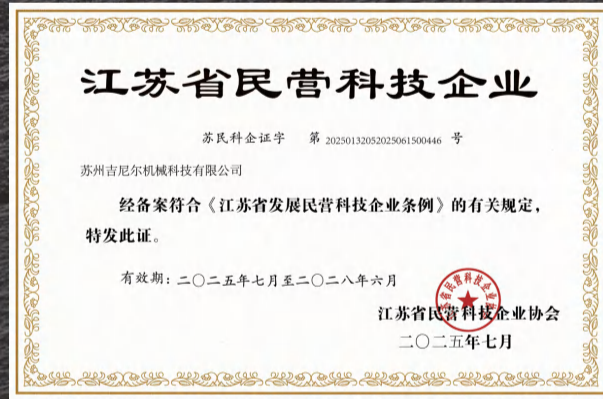 江苏省民营科技企业
苏民科企证字 第 20250132052025061500446 号
苏州吉尼尔机械科技有限公司
经备案符合《江苏省发展民营科技企业条例》的有关规定，
特发此证。
有效期：二〇二五年七月至二〇二八年六月
江苏省民营科技企业协会
二〇二五年七月